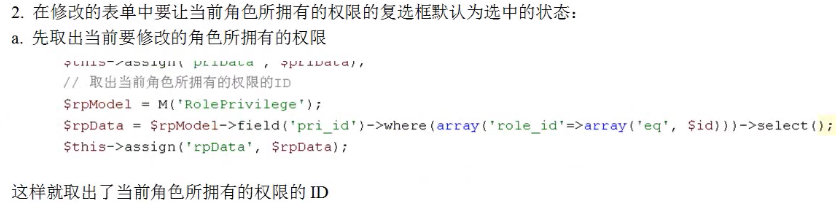 2. 在修改的表单中要让当前角色所拥有的权限的复选框默认为选中的状态：
a. 先取出当前要修改的角色所拥有的权限
$this->assign('priData', $priData);
// 取出当前角色所拥有的权限的ID
$rpModel = M('RolePrivilege');
$rpData = $rpModel->field('pri_id')->where(array('role_id'=>array('eq', $id)))->select();
$this->assign('rpData', $rpData);
这样就取出了当前角色所拥有的权限的 ID